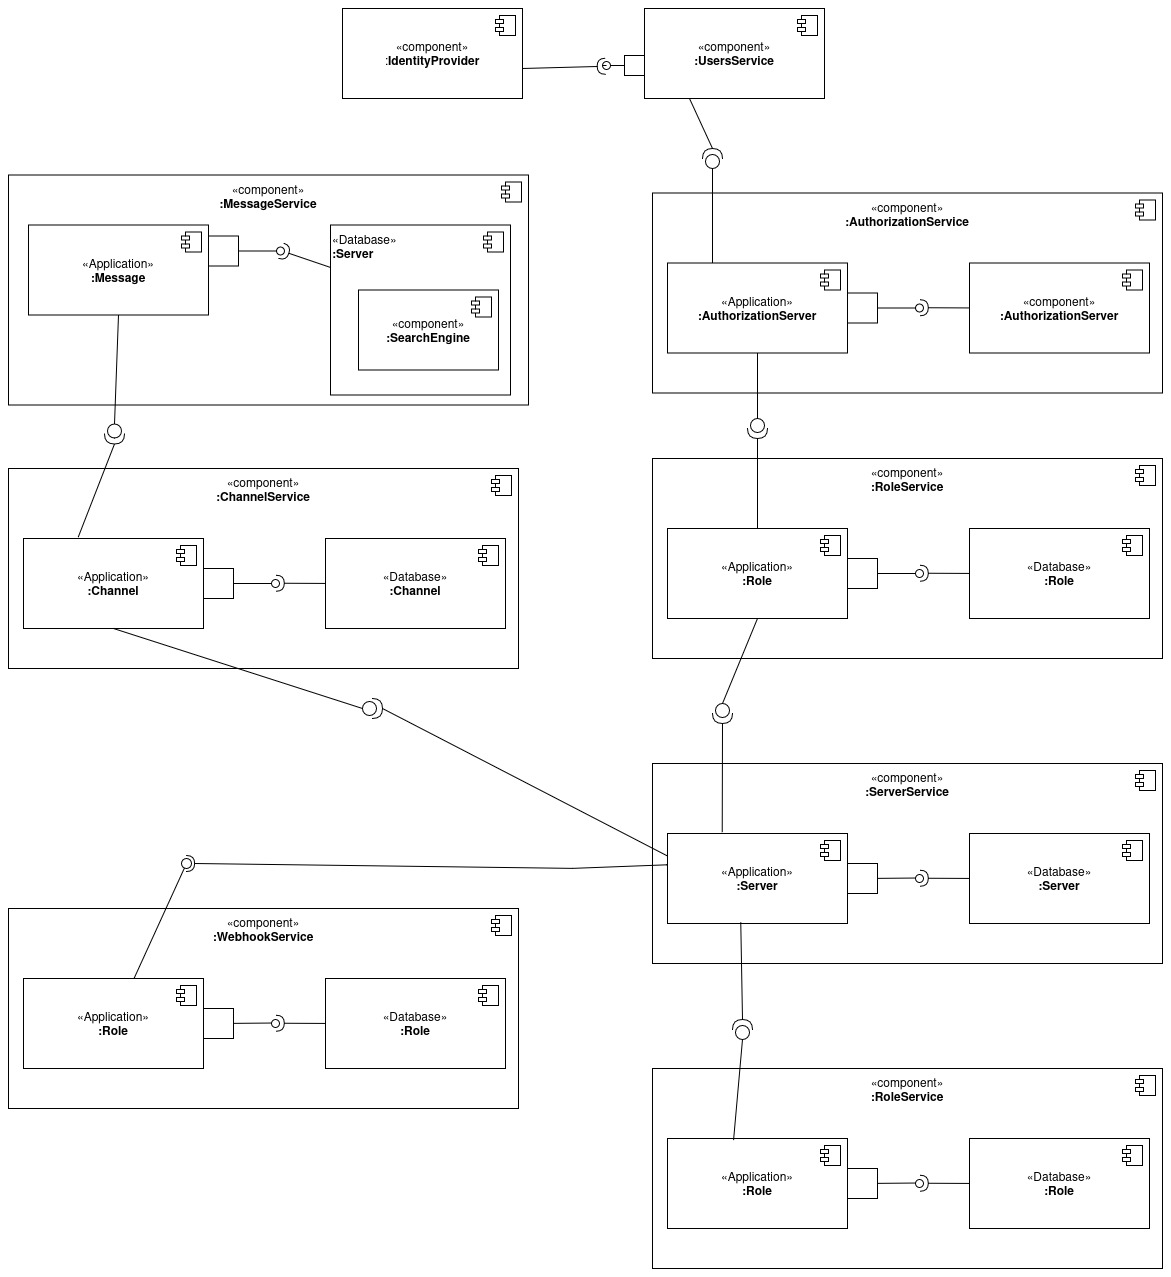 «component»
:IdentityProvider
«component»
:UsersService
«component»
:MessageService
«Application»
:Message
«Database»
:Server
«component»
:SearchEngine
«component»
:AuthorizationService
«Application»
:AuthorizationServer
«component»
:AuthorizationServer
«component»
:ChannelService
«Application»
:Channel
«Database»
:Channel
«component»
:RoleService
«Application»
:Role
«Database»
:Role
«component»
:ServerService
«Application»
:Server
«Database»
:Server
«component»
:WebhookService
«Application»
:Role
«Database»
:Role
«component»
:RoleService
«Application»
:Role
«Database»
:Role